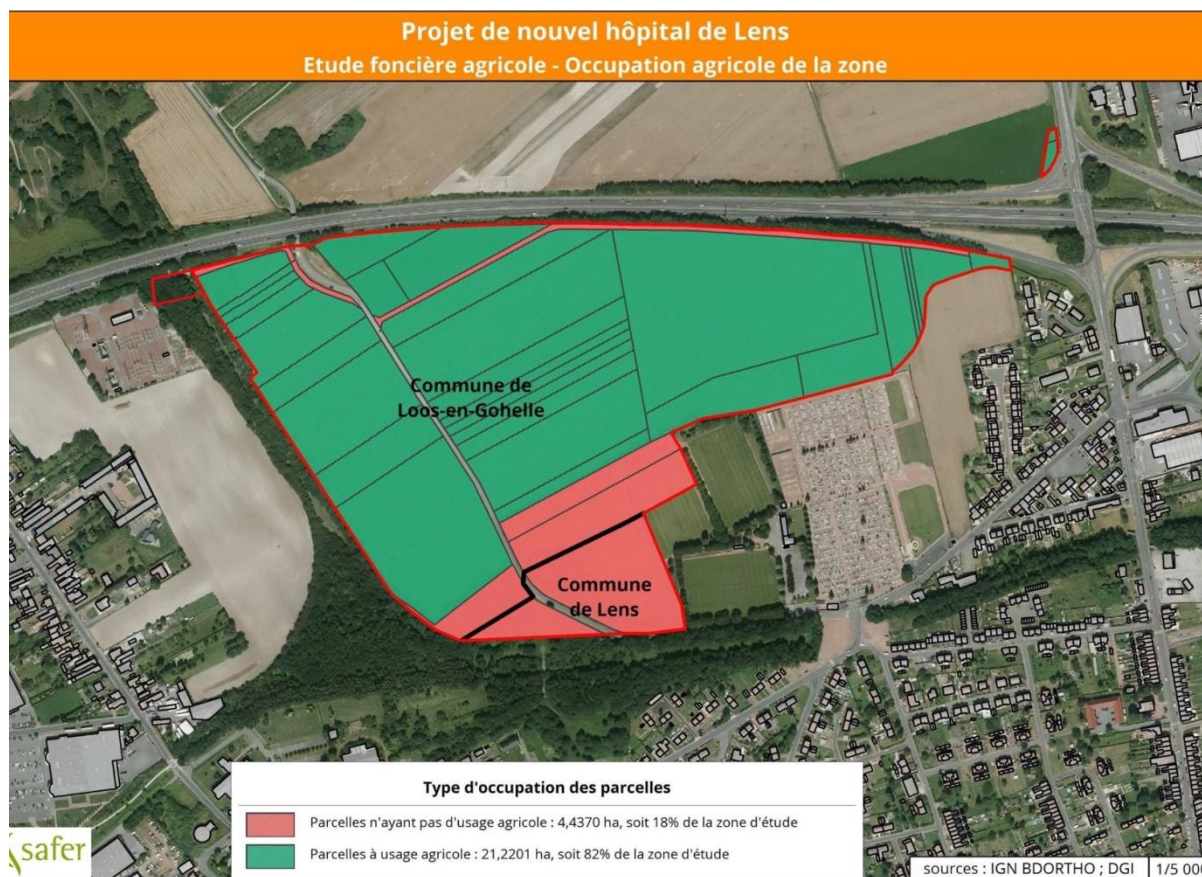 Projet de nouvel hôpital de Lens
Etude foncière agricole - Occupation agricole de la zone
Commune de
Loos-en-Gohelle
Commune
de Lens
Type d'occupation des parcelles
Parcelles n'ayant pas d'usage agricole : 4,4370 ha, soit 18% de la zone d'étude
Parcelles à usage agricole : 21,2201 ha, soit 82% de la zone d'étude
safer
sources : IGN BDORTHO ; DGI
1/5 000